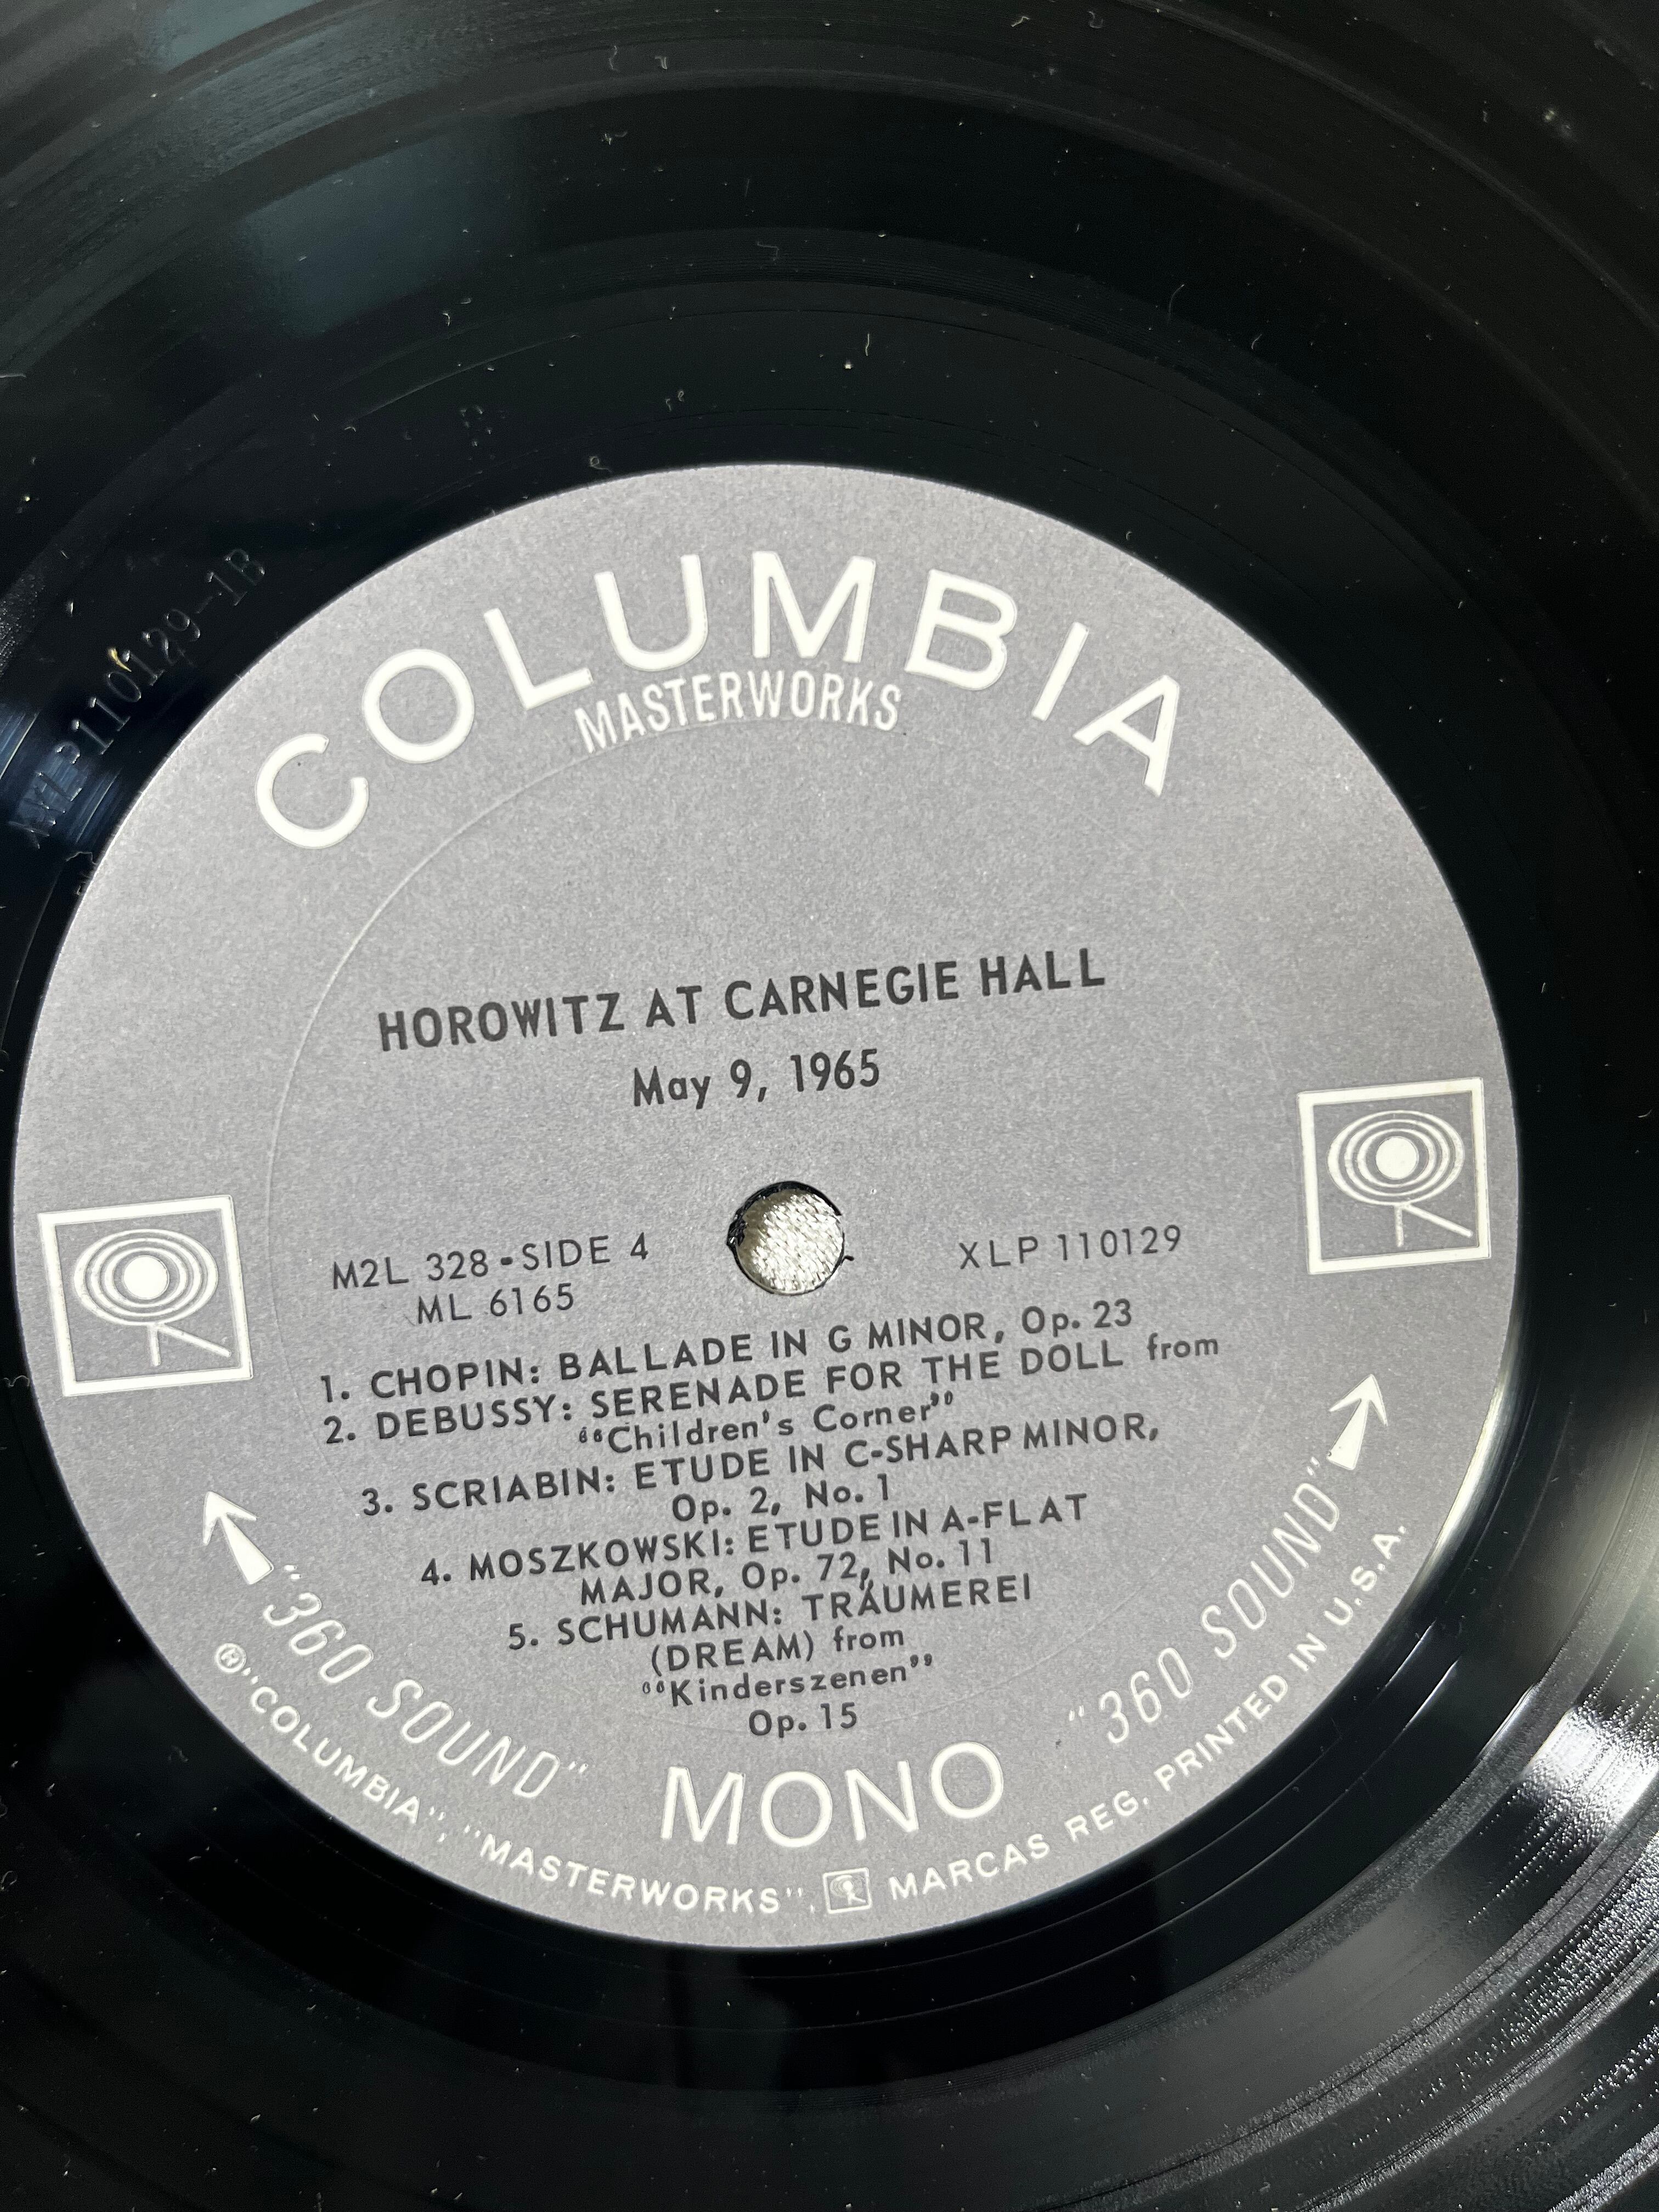 COLUMBIA
MASTERWORKS
HOROWITZ AT CARNEGIE HALL
May 9, 1965
M2L 328-SIDE 4
ML 6165
XLP 110129
1. CHOPIN: BALLADE IN G MINOR, Op. 23
2. DEBUSSY: SERENADE FOR THE DOLL from
“Children's Corner”
3. SCRIABIN: ETUDE IN C-SHARP MINOR,
Op. 2, No. 1
4. MOSZKOWSKI: ETUDE IN A-FLAT
MAJOR, Op. 72, No. 11
5. SCHUMANN: TRÄUMEREI
(DREAM) from
“Kinderszenen”
Op. 15
"360 SOUND"
MONO
"360 SOUND"
®"COLUMBIA", "MASTERWORKS", MARCAS REG. PRINTED IN U.S.A.
110129-1B